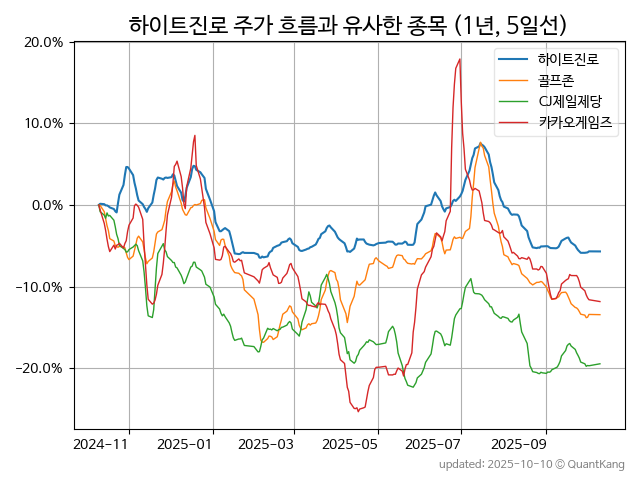 하이트진로 주가 흐름과 유사한 종목 (1년, 5일선)
20.0%
10.0%
0.0%
−10.0%
−20.0%
하이트진로
골프존
CJ제일제당
카카오게임즈
2024-11 2025-01 2025-03 2025-05 2025-07 2025-09
updated: 2025-10-10 © QuantKang